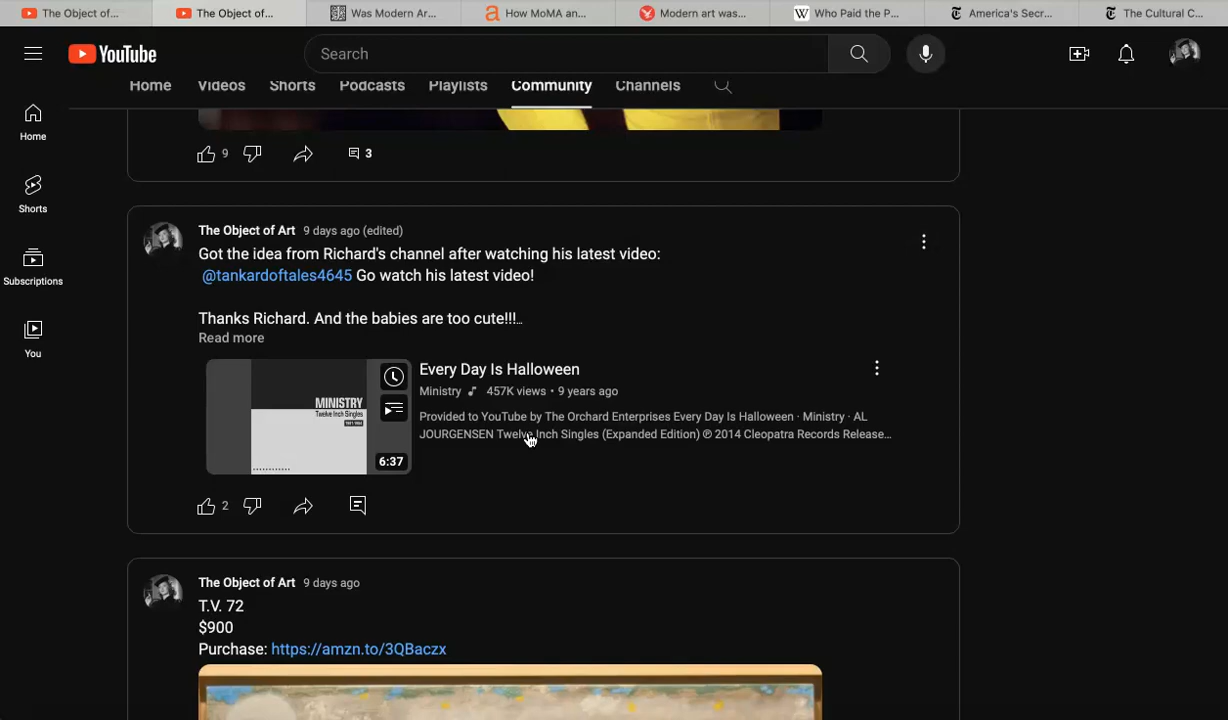 The Object of...
The Object of...
Was Modern Ar...
How MoMA an...
Modern art was...
Who Paid the P...
America's Secr...
The Cultural C...
YouTube
Search
Home Videos Shorts Podcasts Playlists Community Channels
Home
Shorts
Subscriptions
You
9
3
The Object of Art 9 days ago (edited)
Got the idea from Richard's channel after watching his latest video:
@tankardoftales4645 Go watch his latest video!
Thanks Richard. And the babies are too cute!!!...
Read more
MINISTRY
Twelve Inch Singles
6:37
Every Day Is Halloween
Ministry 457K views • 9 years ago
Provided to YouTube by The Orchard Enterprises Every Day Is Halloween · Ministry · AL
JOURGENSEN Twelve Inch Singles (Expanded Edition) ℗ 2014 Cleopatra Records Release...
2
The Object of Art 9 days ago
T.V. 72
$900
Purchase: https://amzn.to/3QBaczx